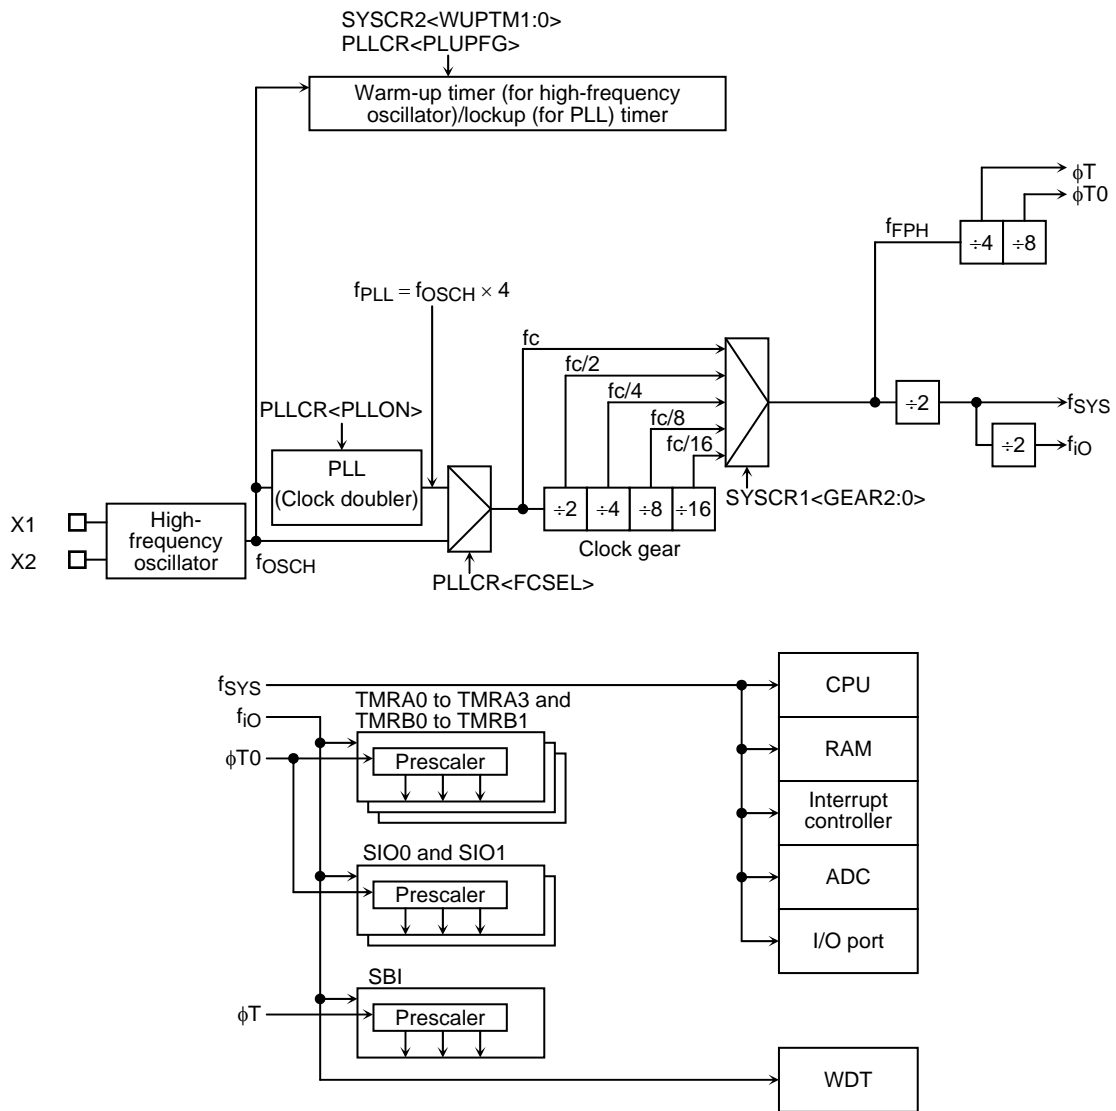 SYSCR2<WUPTM1:0>
PLLCR<PLUPFG>
Warm-up timer (for high-frequency
oscillator)/lockup (for PLL) timer
φT
φT0
fFPH
÷4
÷8
fPLL = fOSCH × 4
fc
fc/2
fc/4
fc/8
fc/16
PLLCR<PLLON>
÷2
fSYS
÷2
fiO
PLL
(Clock doubler)
SYSCR1<GEAR2:0>
÷2
÷4
÷8
÷16
Clock gear
X1
X2
High-
frequency
oscillator
fOSCH
PLLCR<FCSEL>
fSYS
fiO
φT0
TMRA0 to TMRA3 and
TMRB0 to TMRB1
Prescaler
SIO0 and SIO1
Prescaler
SBI
φT
Prescaler
CPU
RAM
Interrupt
controller
ADC
I/O port
WDT